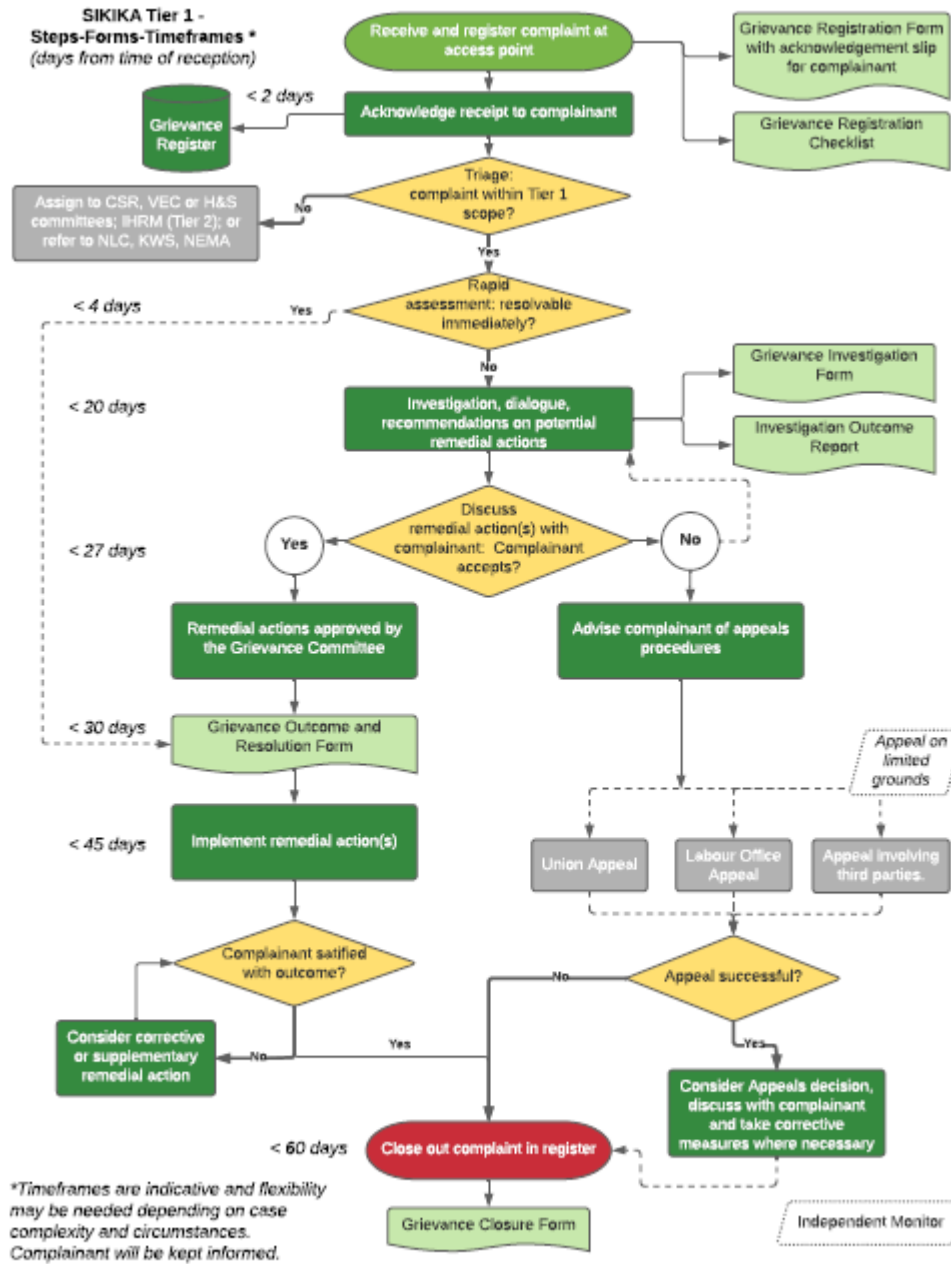 SIKIKA Tier 1 -
Steps-Forms-Timeframes *
(days from time of reception)
Receive and register complaint at
access point
Grievance Registration Form
with acknowledgement slip
for complainant
< 2 days
Grievance
Register
Acknowledge receipt to complainant
Grievance Registration
Checklist
Triage:
complaint within Tier 1
scope?
No
Assign to CSR, VEC or H&S
committees; IHRM (Tier 2); or
refer to NLC, KWS, NEMA
Yes
< 4 days
Yes
Rapid
assessment: resolvable
immediately?
No
< 20 days
Investigation, dialogue,
recommendations on potential
remedial actions
Grievance Investigation
Form
Investigation Outcome
Report
< 27 days
Yes
Discuss
remedial action(s) with
complainant: Complainant
accepts?
No
Remedial actions approved by
the Grievance Committee
Advise complainant of appeals
procedures
< 30 days
Grievance Outcome and
Resolution Form
Appeal on
limited
grounds
< 45 days
Implement remedial action(s)
Union Appeal
Labour Office
Appeal
Appeal Involving
third parties.
Complainant satified
with outcome?
No
Appeal successful?
Consider corrective
or supplementary
remedial action
No
Yes
Yes
Consider Appeals decision,
discuss with complainant
and take corrective
measures where necessary
< 60 days
Close out complaint in register
*Timeframes are indicative and flexibility
may be needed depending on case
complexity and circumstances.
Complainant will be kept informed.
Grievance Closure Form
Independent Monitor